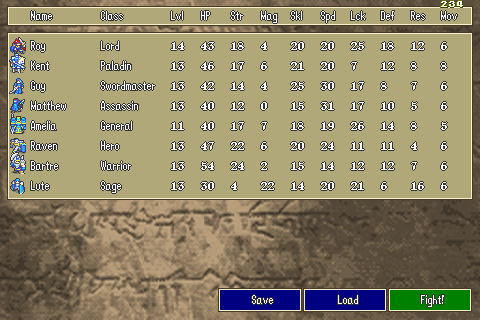 234
Name Class Lvl HP Str Mag Skl Spd Lck Def Res Mov
Roy Lord 14 43 18 4 20 20 25 18 12 6
Kent Paladin 13 46 17 6 21 20 7 12 8 8
Guy Swordmaster 13 42 14 4 25 30 17 8 7 6
Matthew Assassin 13 40 12 0 15 31 17 10 5 6
Amelia General 11 40 17 7 18 19 26 14 8 5
Raven Hero 13 47 22 6 20 24 11 11 4 6
Bartre Warrior 13 54 24 2 15 14 12 12 7 6
Lute Sage 13 30 4 22 14 20 21 6 16 6
Save Load Fight!